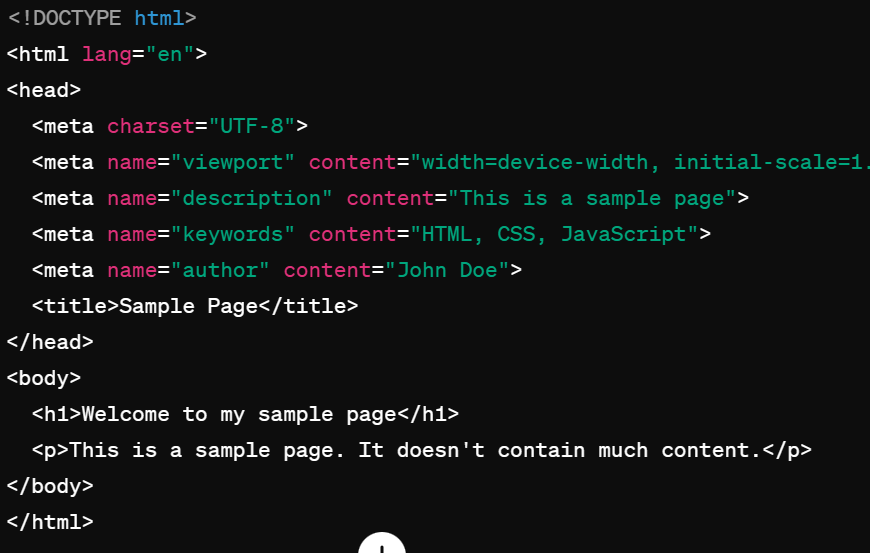 <!DOCTYPE html>
<html lang="en">
<head>
<meta charset="UTF-8">
<meta name="viewport" content="width=device-width, initial-scale=1.
<meta name="description" content="This is a sample page">
<meta name="keywords" content="HTML, CSS, JavaScript">
<meta name="author" content="John Doe">
<title>Sample Page</title>
</head>
<body>
<h1>Welcome to my sample page</h1>
<p>This is a sample page. It doesn't contain much content.</p>
</body>
</html>